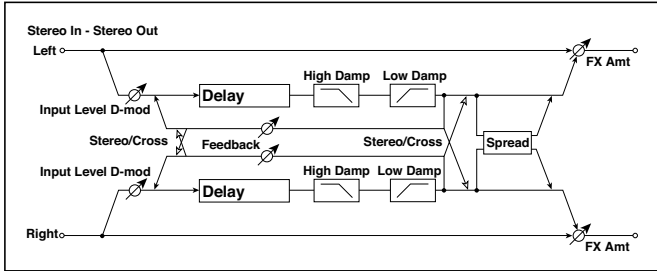 Stereo In - Stereo Out
Left
FX Amt
High Damp Low Damp
Delay
Input Level D-mod
Stereo/Cross Feedback Stereo/Cross Spread
Input Level D-mod
High Damp Low Damp
Delay
Right
FX Amt